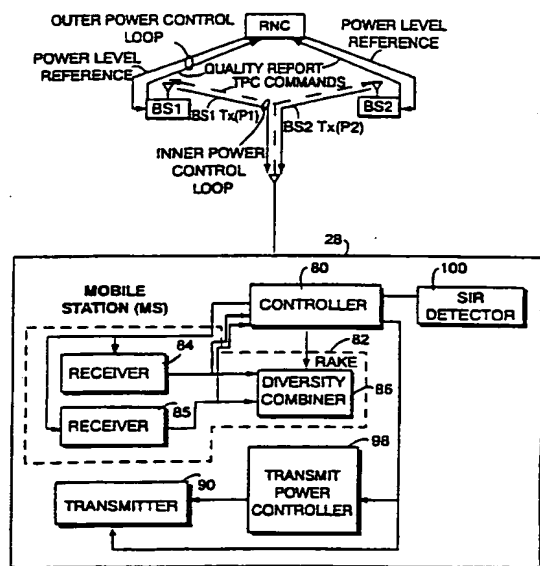 OUTER POWER CONTROL
LOOP
RNC
POWER LEVEL
REFERENCE
POWER LEVEL
REFERENCE
QUALITY REPORT
TPC COMMANDS
BS1
BS1 Tx(P1)
BS2 Tx(P2)
BS2
INNER POWER
CONTROL
LOOP
28
MOBILE
STATION (MS)
80
CONTROLLER
100
SIR
DETECTOR
84
RECEIVER
82
RAKE
DIVERSITY
COMBINER
86
85
RECEIVER
98
TRANSMIT
POWER
CONTROLLER
90
TRANSMITTER